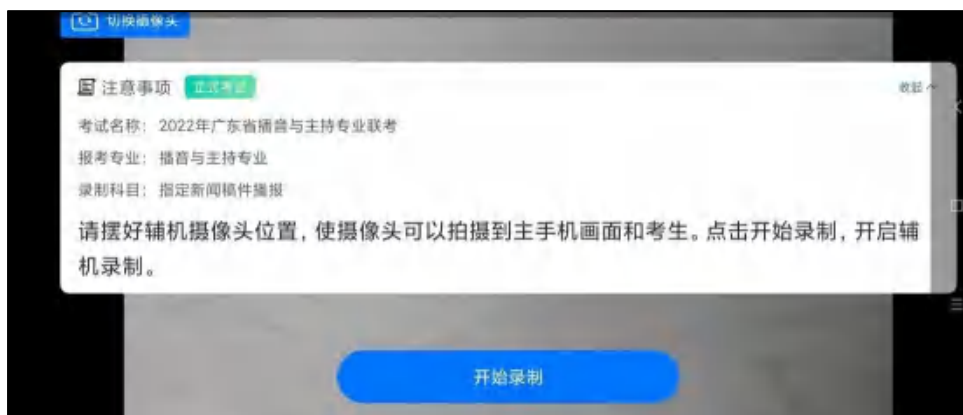 切换摄像头
注意事项 正式考试 收起
考试名称： 2022年广东省播音与主持专业联考
报考专业： 播音与主持专业
录制科目： 指定新闻稿件播报
请摆好辅机摄像头位置，使摄像头可以拍摄到主手机画面和考生。点击开始录制，开启辅
机录制。
开始录制